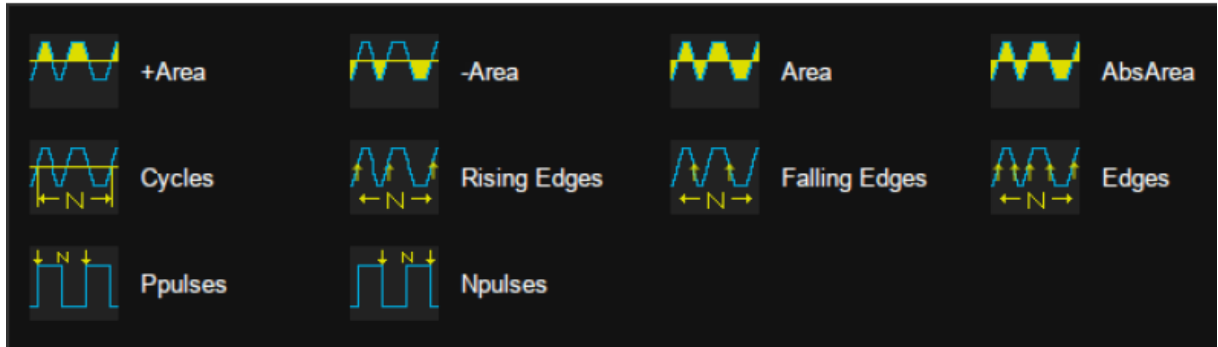 +Area -Area Area AbsArea
N Cycles N Rising Edges N Falling Edges N Edges
N Ppulses N Npulses